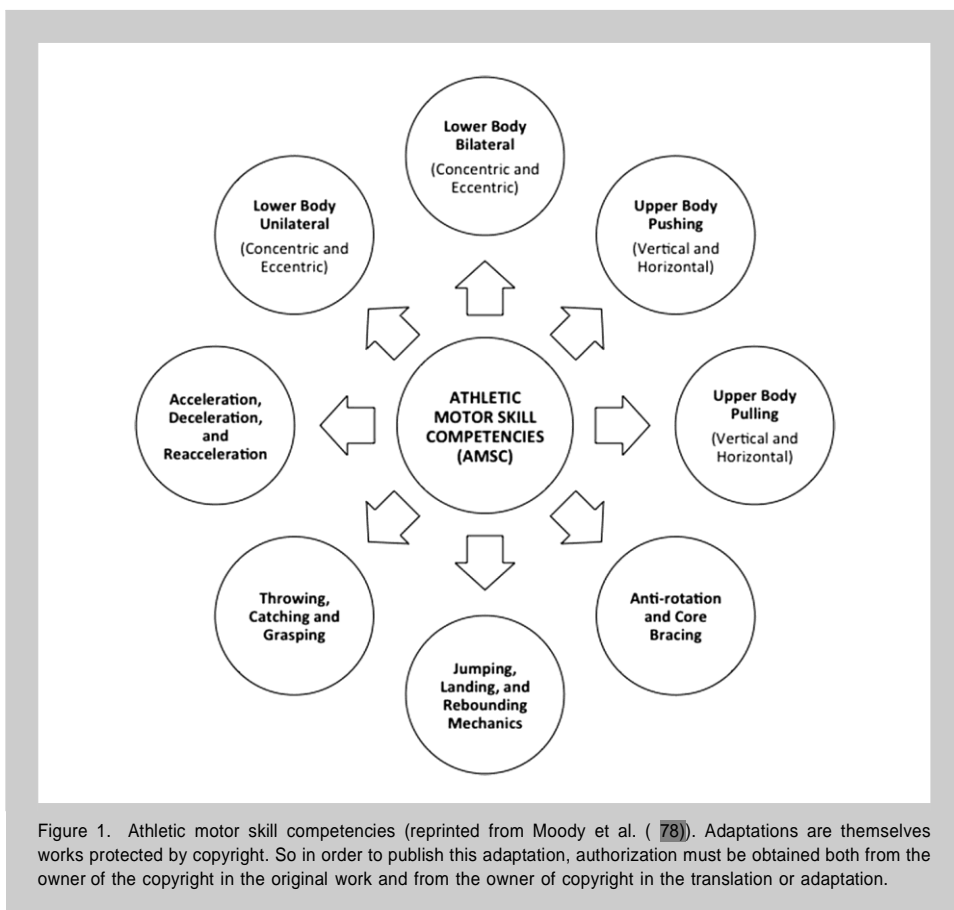 Lower Body
Bilateral
(Concentric and
Eccentric)
Lower Body
Unilateral
(Concentric and
Eccentric)
Upper Body
Pushing
(Vertical and
Horizontal)
Acceleration,
Deceleration,
and
Reacceleration
ATHLETIC
MOTOR SKILL
COMPETENCIES
(AMSC)
Upper Body
Pulling
(Vertical and
Horizontal)
Throwing,
Catching and
Grasping
Anti-rotation
and Core
Bracing
Jumping,
Landing, and
Rebounding
Mechanics
Figure 1. Athletic motor skill competencies (reprinted from Moody et al. ( 78)). Adaptations are themselves
works protected by copyright. So in order to publish this adaptation, authorization must be obtained both from the
owner of the copyright in the original work and from the owner of copyright in the translation or adaptation.